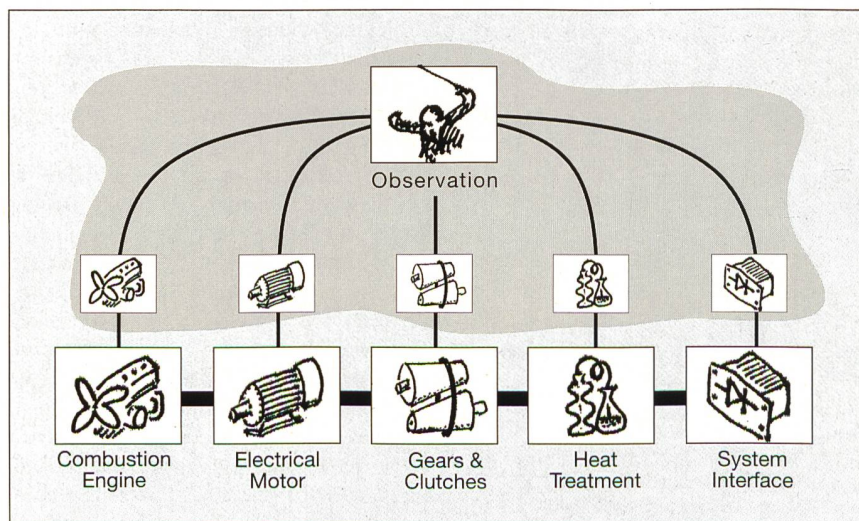 Observation
Combustion
Engine
Electrical
Motor
Gears &
Clutches
Heat
Treatment
System
Interface